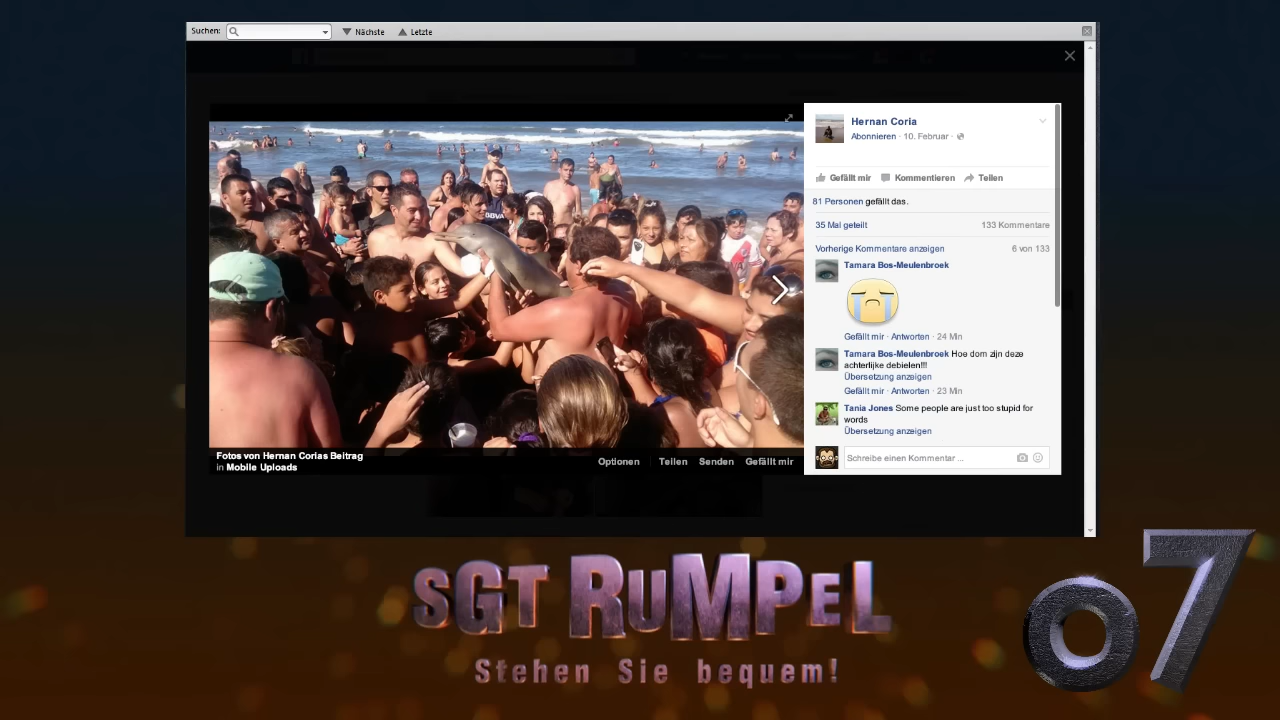 Suchen:
Nächste
Letzte
Hernan Coria
Abonnieren · 10. Februar ·
Gefällt mir
Kommentieren
Teilen
81 Personen gefällt das.
35 Mal geteilt
133 Kommentare
Vorherige Kommentare anzeigen
6 von 133
Tamara Bos-Meulenbroek
Gefällt mir · Antworten · 24 Min
Tamara Bos-Meulenbroek Hoe dom zijn deze
achterlijke debielen!!!
Übersetzung anzeigen
Gefällt mir · Antworten · 23 Min
Tania Jones Some people are just too stupid for
words
Übersetzung anzeigen
Schreibe einen Kommentar ...
BBVA
Fotos von Hernan Corias Beitrag
in Mobile Uploads
Optionen
Teilen
Senden
Gefällt mir
SGT RuMPeL
Stehen Sie bequem!
o7